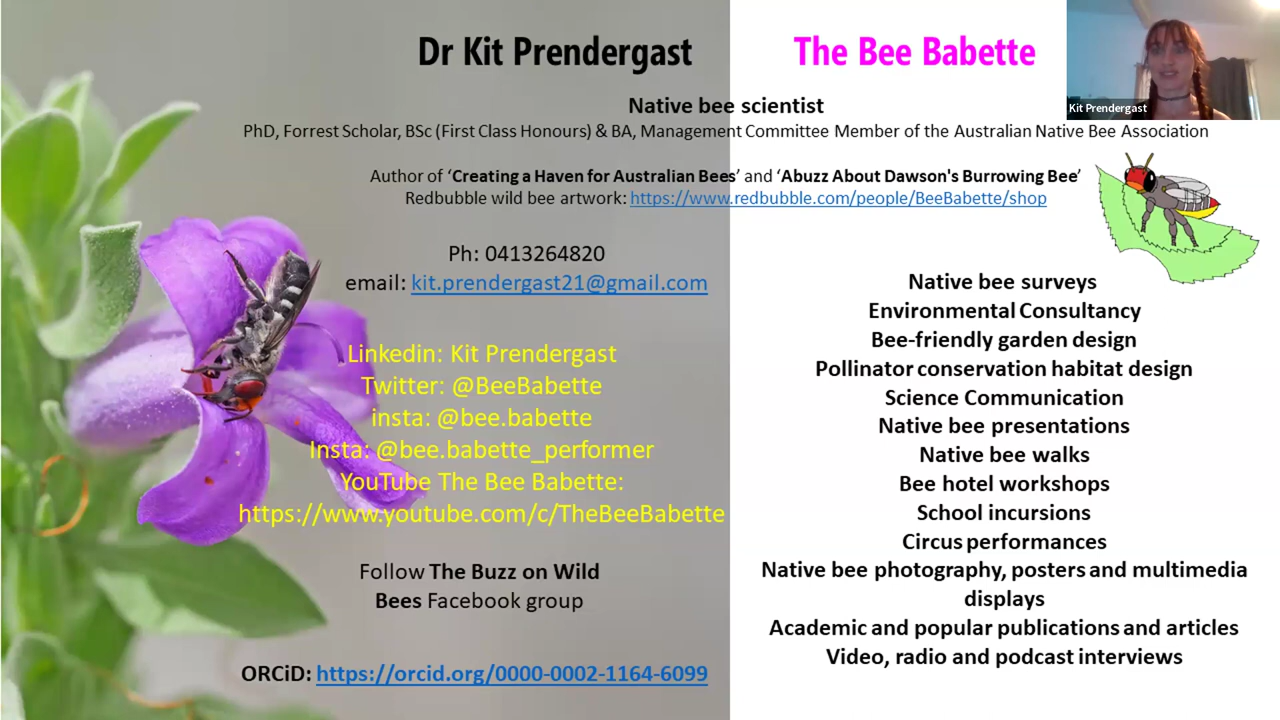 Dr Kit Prendergast
The Bee Babette
Kit Prendergast
Native bee scientist
PhD, Forrest Scholar, BSc (First Class Honours) & BA, Management Committee Member of the Australian Native Bee Association
Author of ‘Creating a Haven for Australian Bees’ and ‘Abuzz About Dawson's Burrowing Bee’
Redbubble wild bee artwork: https://www.redbubble.com/people/BeeBabette/shop
Ph: 0413264820
email: kit.prendergast21@gmail.com
Linkedin: Kit Prendergast
Twitter: @BeeBabette
insta: @bee.babette
Insta: @bee.babette_performer
YouTube The Bee Babette:
https://www.youtube.com/c/TheBeeBabette
Follow The Buzz on Wild
Bees Facebook group
ORCiD: https://orcid.org/0000-0002-1164-6099
Native bee surveys
Environmental Consultancy
Bee-friendly garden design
Pollinator conservation habitat design
Science Communication
Native bee presentations
Native bee walks
Bee hotel workshops
School incursions
Circus performances
Native bee photography, posters and multimedia
displays
Academic and popular publications and articles
Video, radio and podcast interviews